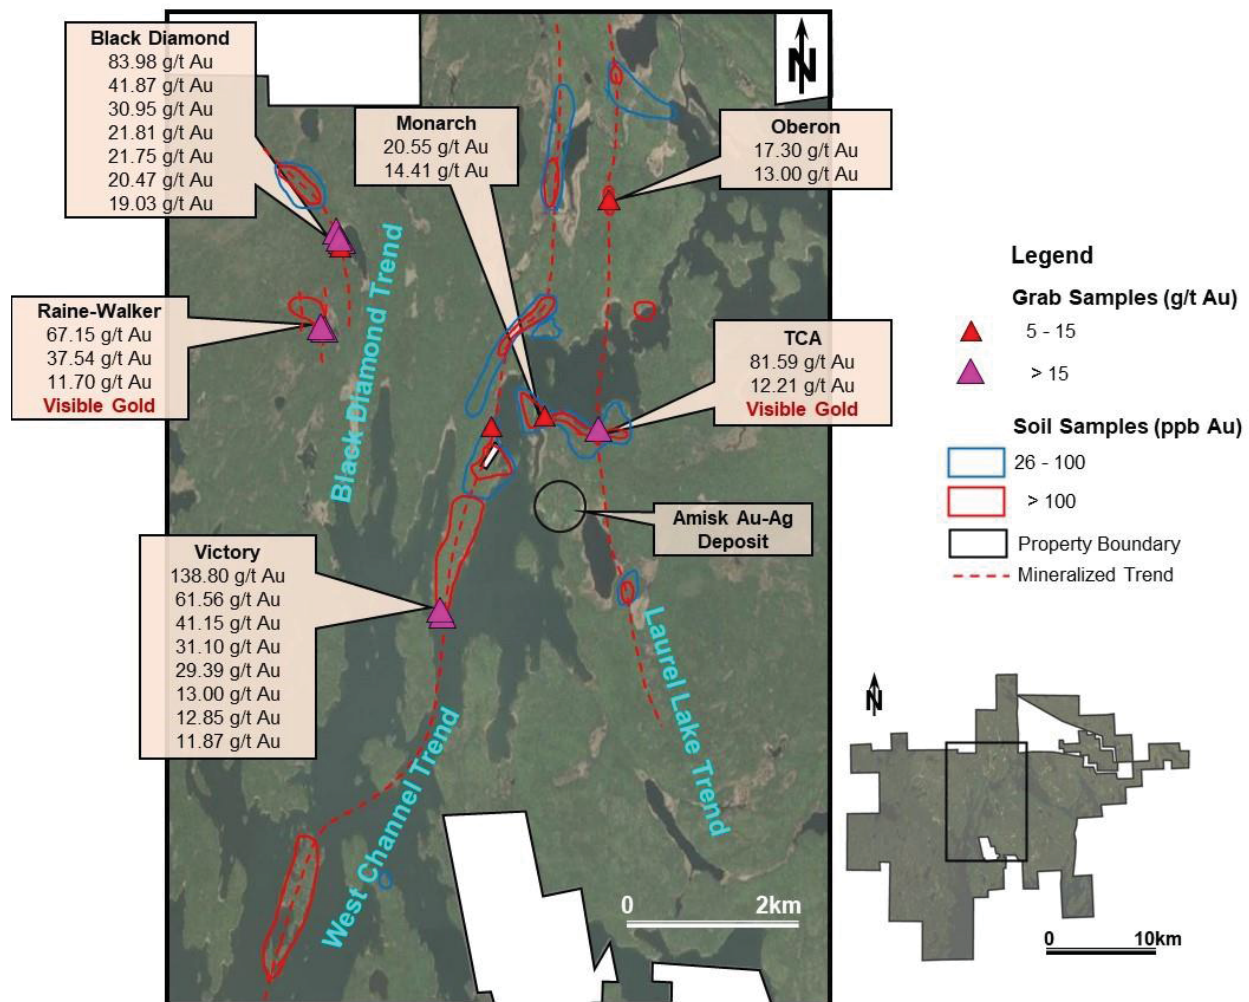 Black Diamond
83.98 g/t Au
41.87 g/t Au
30.95 g/t Au
21.81 g/t Au
21.75 g/t Au
20.47 g/t Au
19.03 g/t Au
Monarch
20.55 g/t Au
14.41 g/t Au
N
Oberon
17.30 g/t Au
13.00 g/t Au
Raine-Walker
67.15 g/t Au
37.54 g/t Au
11.70 g/t Au
Visible Gold
Black Diamond Trend
TCA
81.59 g/t Au
12.21 g/t Au
Visible Gold
Amisk Au-Ag
Deposit
Victory
138.80 g/t Au
61.56 g/t Au
41.15 g/t Au
31.10 g/t Au
29.39 g/t Au
13.00 g/t Au
12.85 g/t Au
11.87 g/t Au
West Channel Trend
Laurel Lake Trend
0 2km
Legend
Grab Samples (g/t Au)
5 - 15
> 15
Soil Samples (ppb Au)
26 - 100
> 100
Property Boundary
Mineralized Trend
N
0 10km